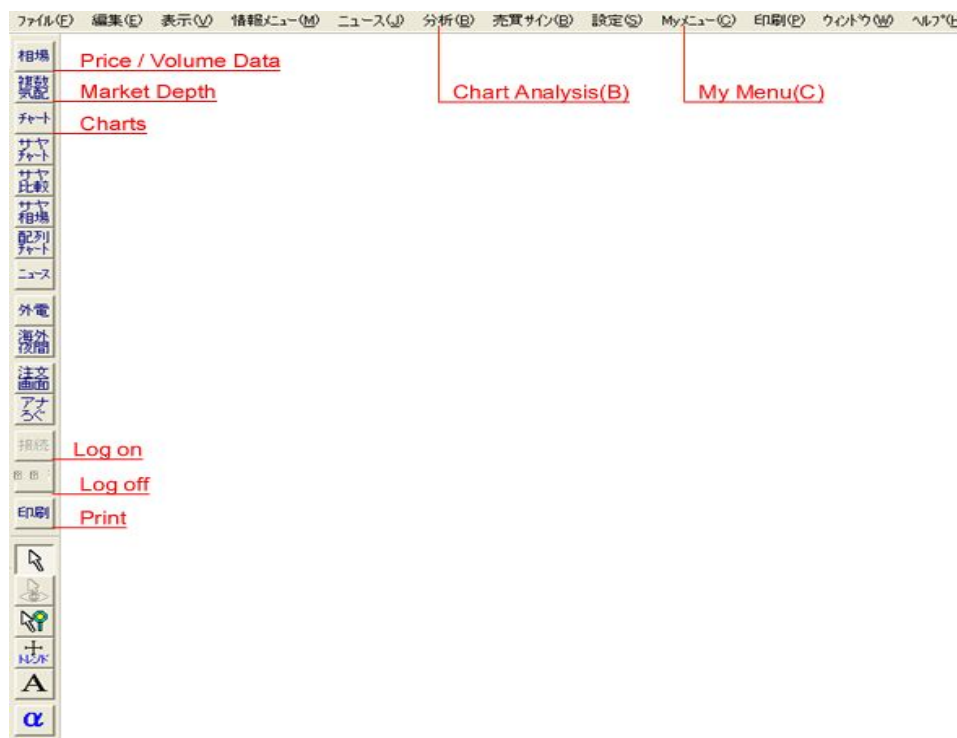 ファイル(F) 編集(E) 表示(V) 情報メニュー(M) ニュース(J) 分析(B) 売買サイン(B) 設定(S) Myメニュー(C) 印刷(P) ウィンドウ(W) ヘルプ(H
相場 Price / Volume Data
複数
気配 Market Depth
Chart Analysis(B) My Menu(C)
チャート Charts
サヤ
チャート
サヤ
比較
サヤ
相場
配列
チャート
ニュース
外電
海外
夜間
注文
画面
アナ
ろぐ
接続 Log on
Log off
印刷 Print
トレンド
A
α